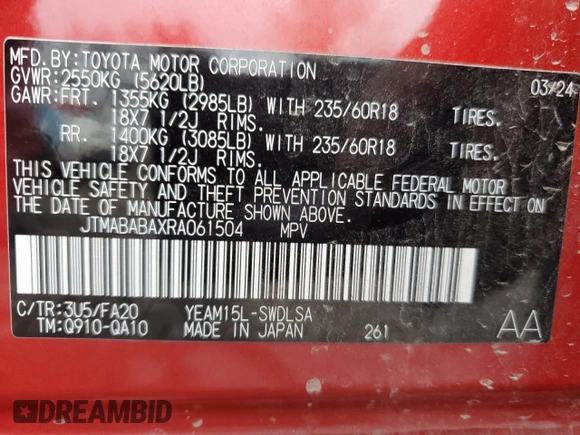 MFD.BY:TOYOTA MOTOR CORPORATION 03/24
GVWR:2550KG (5620LB)
GAWR:FRT. 1355KG (2985LB) WITH 235/60R18 TIRES.
18X7 1/2J RIMS.
RR. 1400KG (3085LB) WITH 235/60R18 TIRES.
18X7 1/2J RIMS.
THIS VEHICLE CONFORMS TO ALL APPLICABLE FEDERAL MOTOR
VEHICLE SAFETY AND THEFT PREVENTION STANDARDS IN EFFECT ON
THE DATE OF MANUFACTURE SHOWN ABOVE.
JTMABABAXRA061504 MPV
C/TR:3U5/FA20 YEAM15L-SWDLSA
TM:Q910-QA10 MADE IN JAPAN 261 AA
DREAMBID